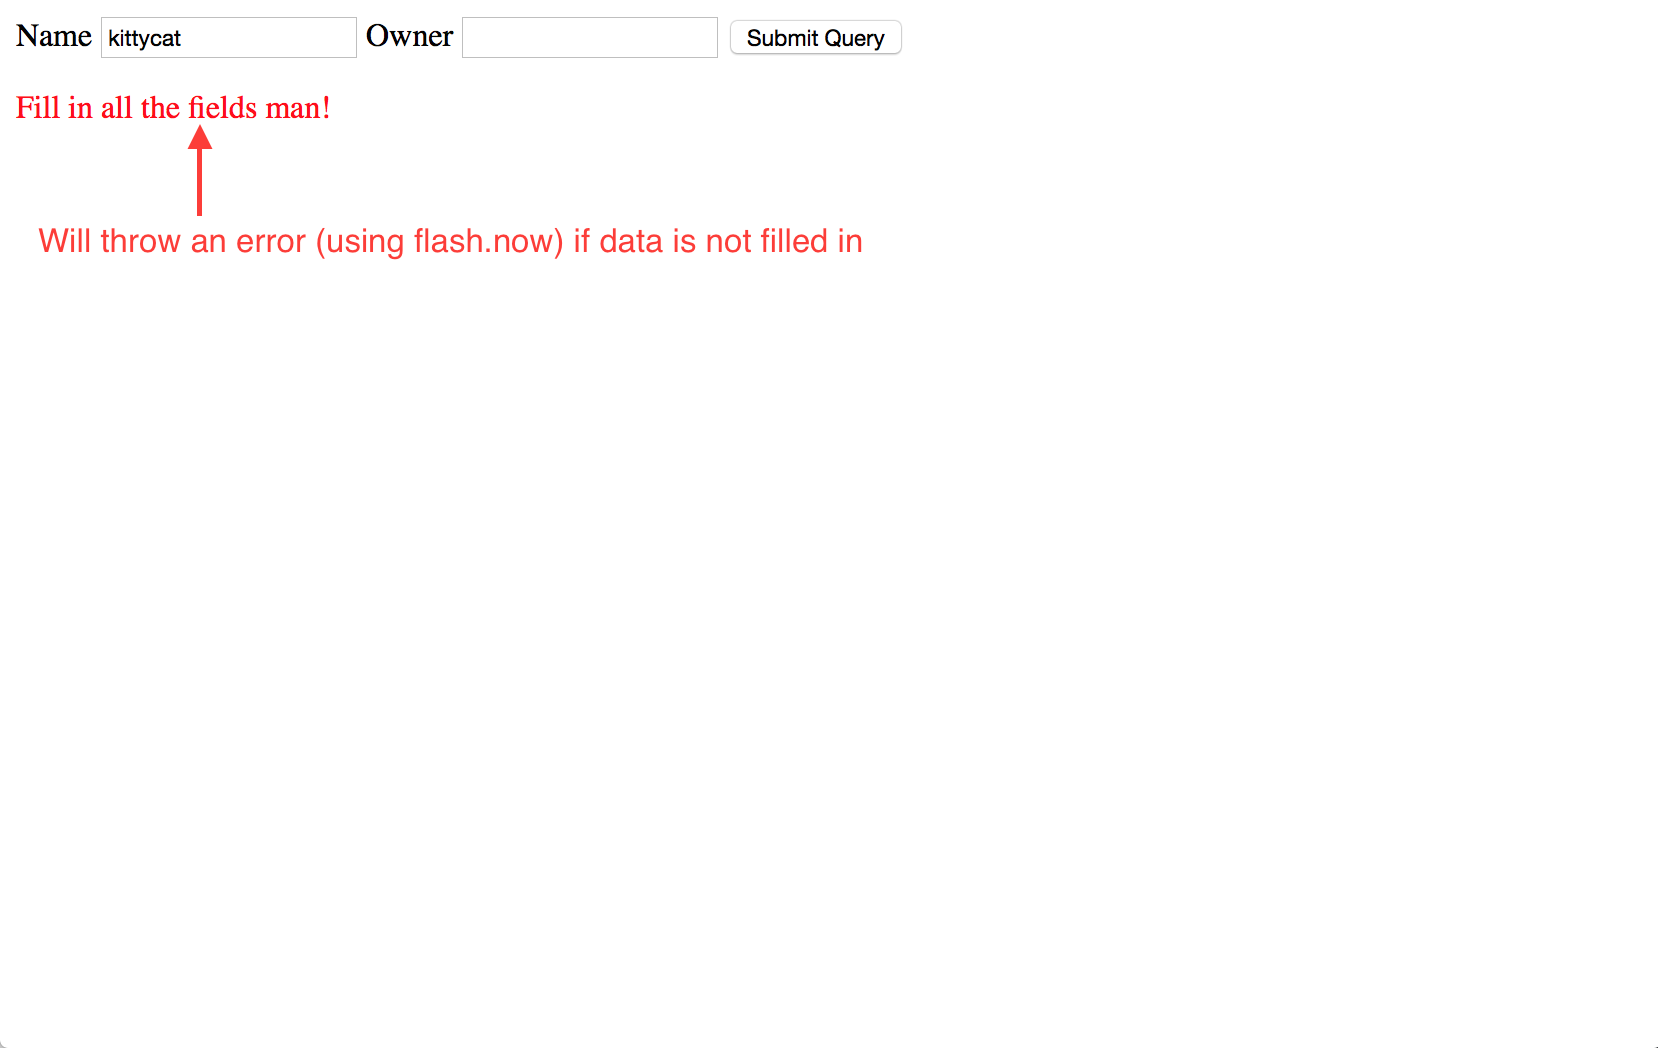 Name kittycat Owner Submit Query
Fill in all the fields man!
Will throw an error (using flash.now) if data is not filled in